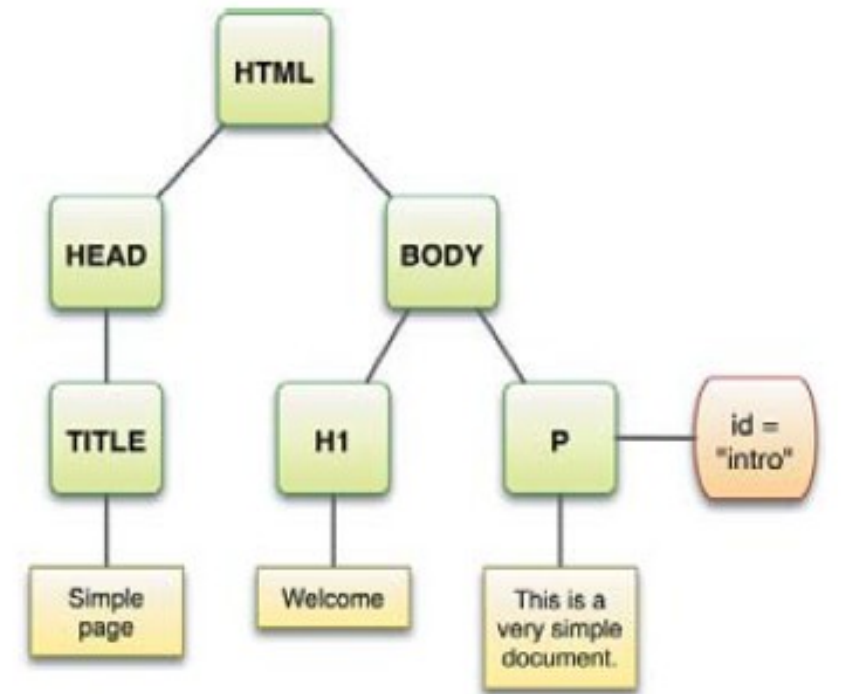 HTML
HEAD
BODY
TITLE
H1
P
id =
"intro"
Simple
page
Welcome
This is a
very simple
document.